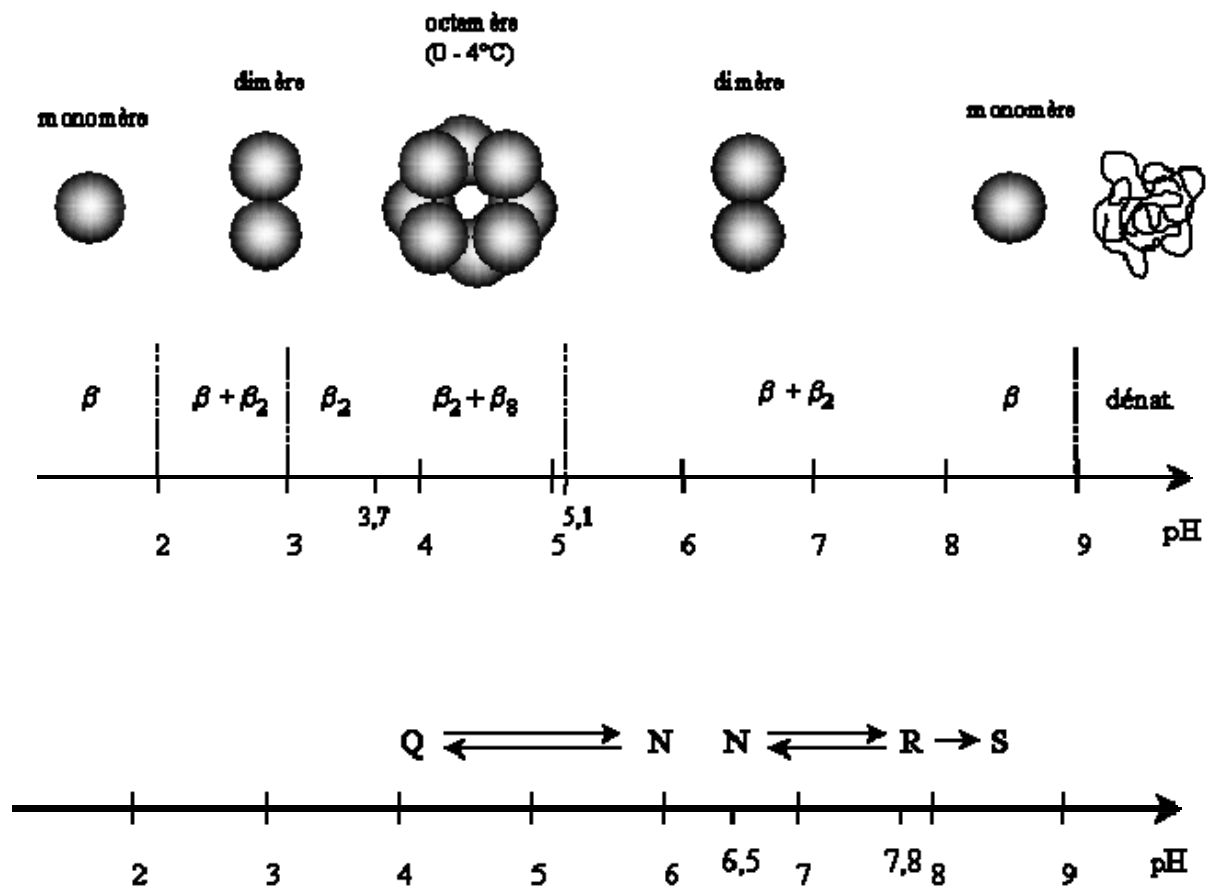 octamère
(0 - 4°C)
dimère
dimère
monomère
monomère
β
β + β₂
β₂
β₂ + β₈
β + β₂
β
dénat.
3,7
5,1
2
3
4
5
6
7
8
9
pH
Q
N
N
R
S
2
3
4
5
6
6,5
7
7,8
8
9
pH